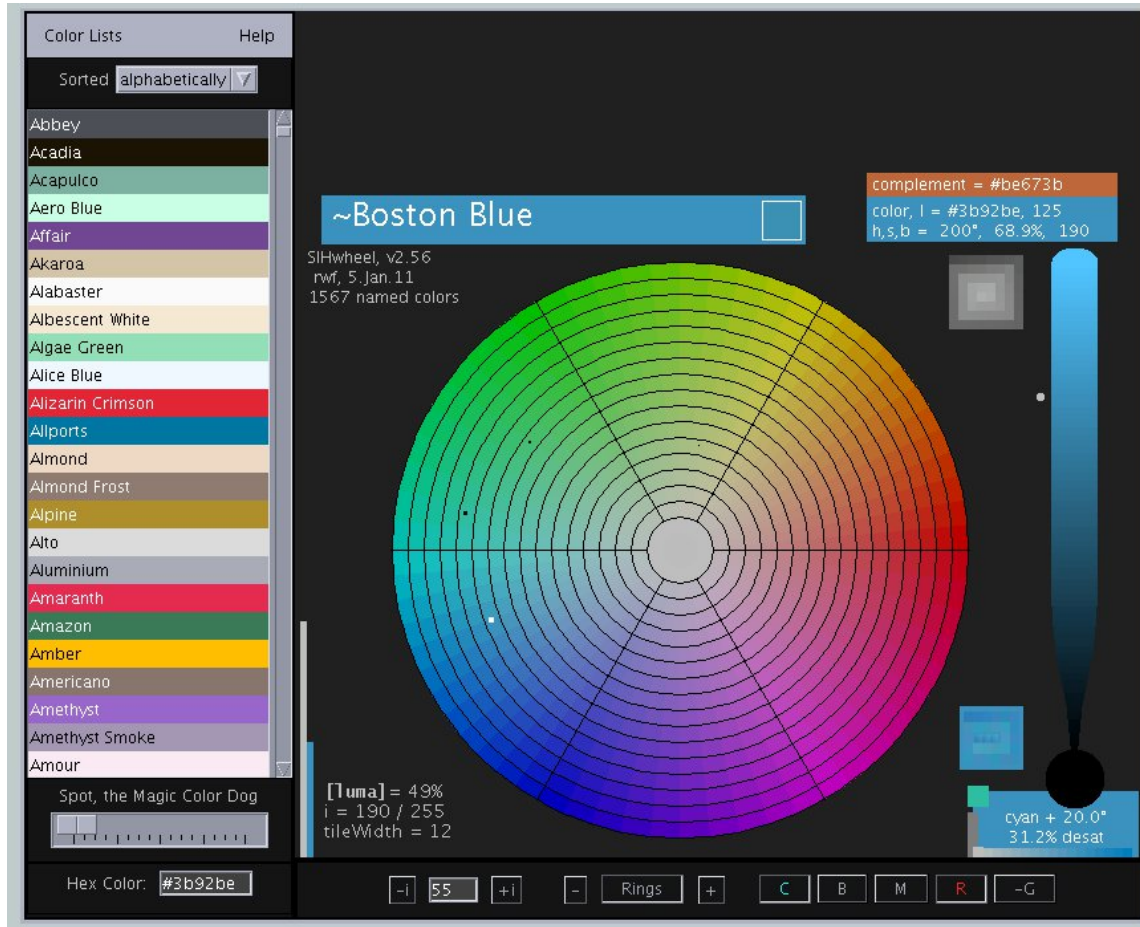 Color Lists Help
Sorted alphabetically
Abbey
Acadia
Acapulco
Aero Blue
Affair
Akaroa
Alabaster
Albescent White
Algae Green
Alice Blue
Alizarin Crimson
Allports
Almond
Almond Frost
Alpine
Alto
Aluminium
Amaranth
Amazon
Amber
Americano
Amethyst
Amethyst Smoke
Amour
Spot, the Magic Color Dog
Hex Color: #3b92be
~Boston Blue
SIHwheel, v2.56
rwf, 5.Jan.11
1567 named colors
complement = #be673b
color, l = #3b92be, 125
h,s,b = 200°, 68.9%, 190
[luma] = 49%
i = 190 / 255
tileWidth = 12
cyan + 20.0°
31.2% desat
-i 55 +i - Rings + C B M R -G